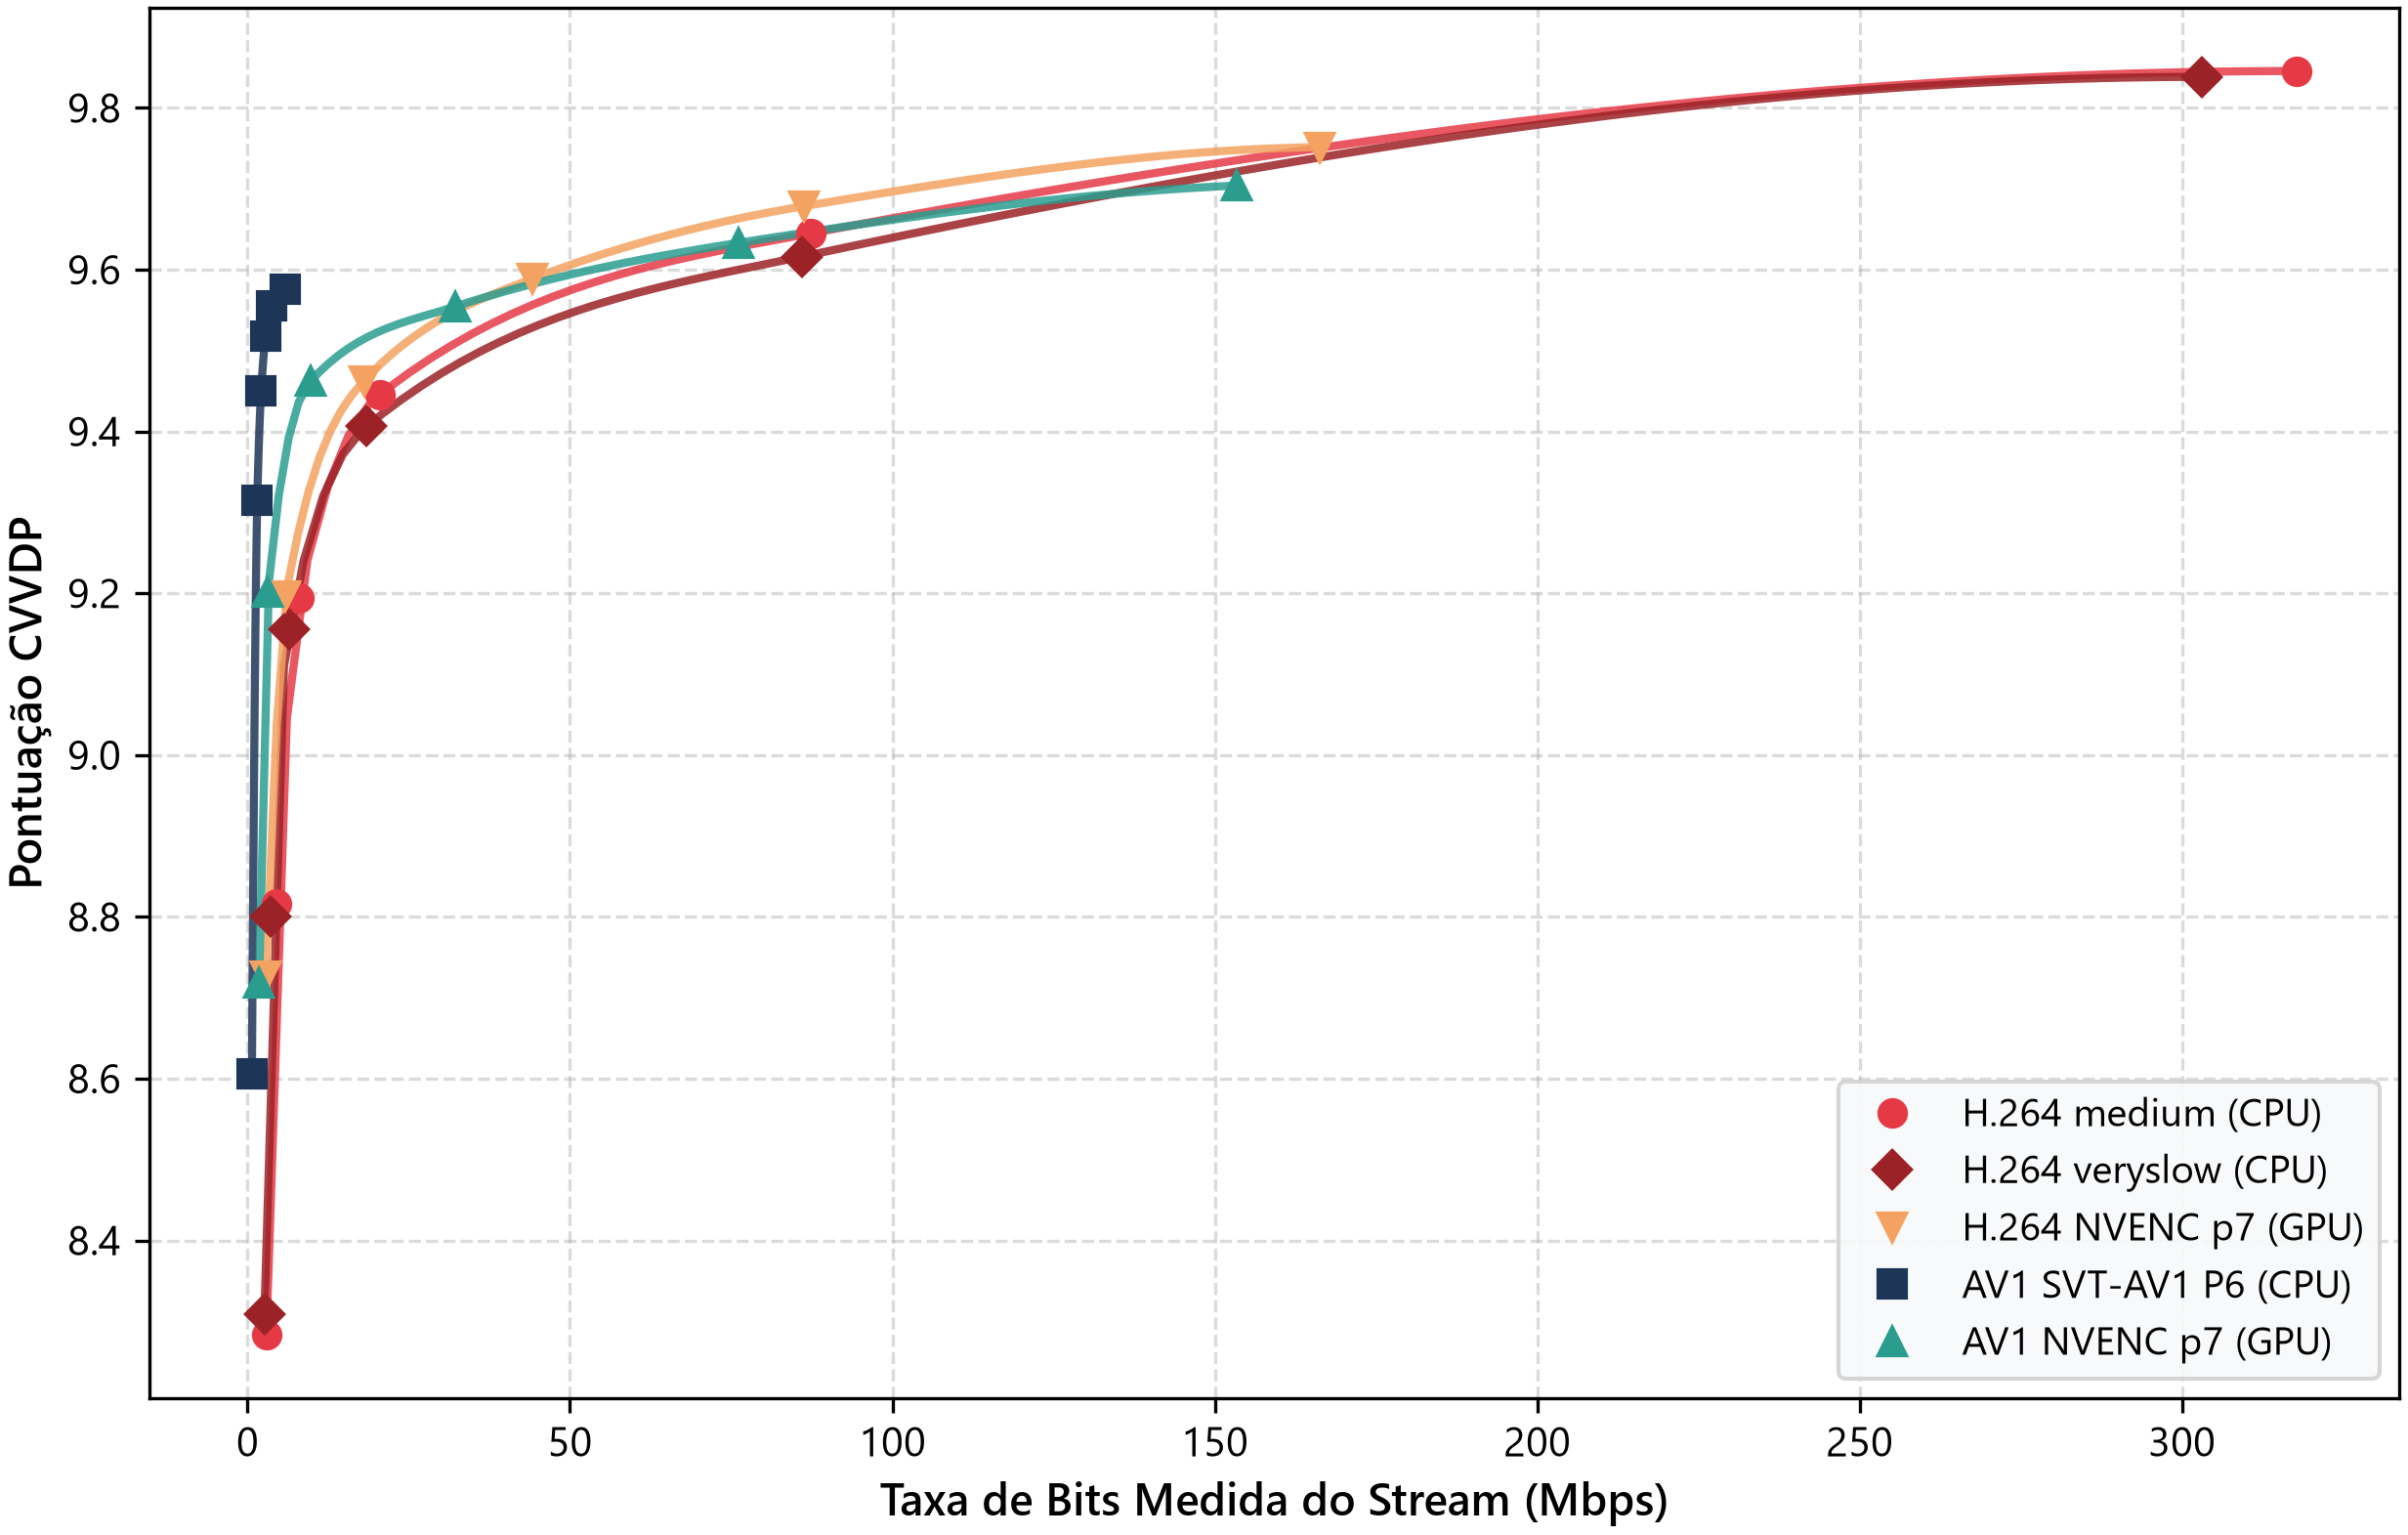 Pontuação CVVDP
9.8
9.6
9.4
9.2
9.0
8.8
8.6
8.4
0 50 100 150 200 250 300
Taxa de Bits Medida do Stream (Mbps)
H.264 medium (CPU)
H.264 veryslow (CPU)
H.264 NVENC p7 (GPU)
AV1 SVT-AV1 P6 (CPU)
AV1 NVENC p7 (GPU)